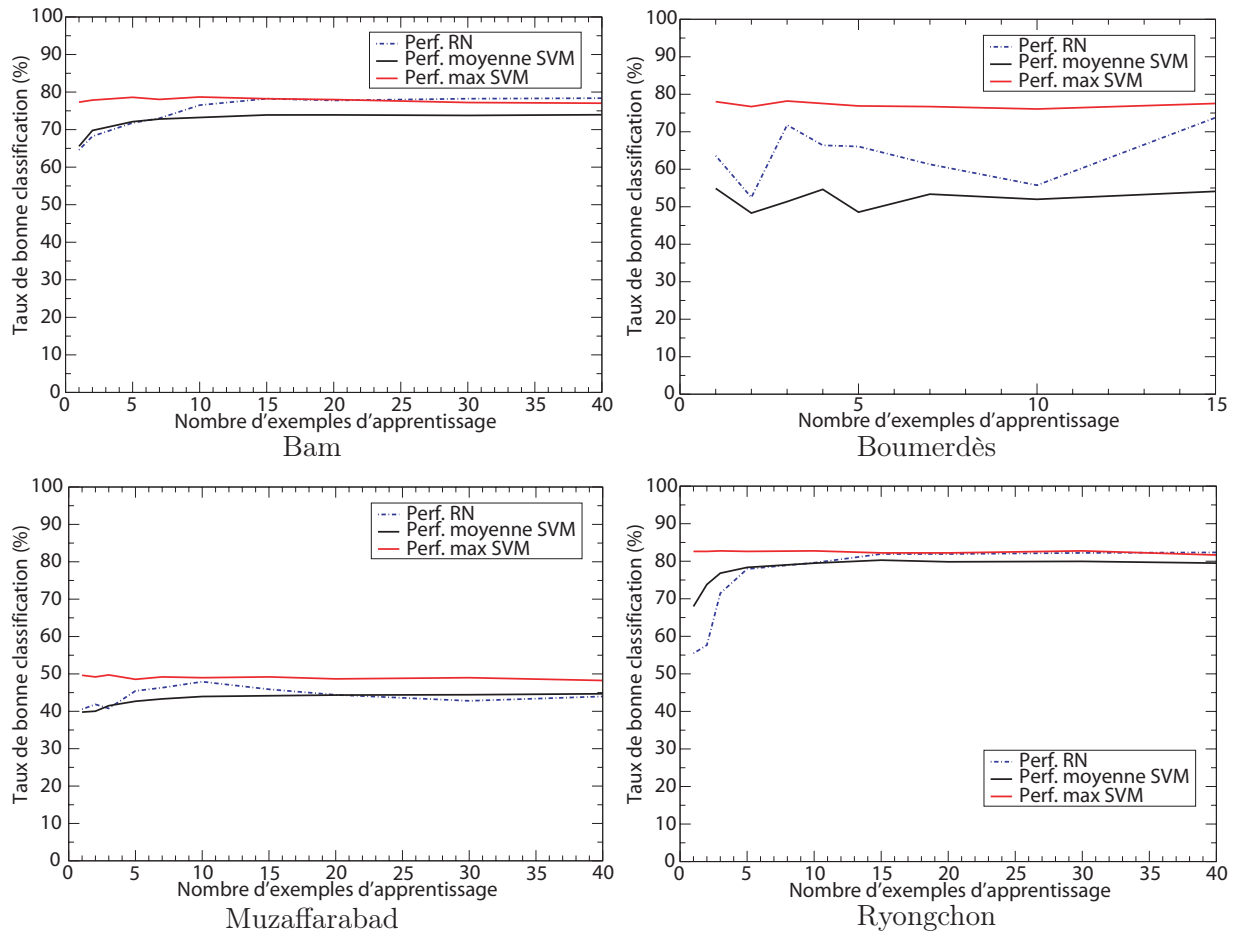 100
90
80
70
60
50
40
30
20
10
0
Taux de bonne classification (%)
Perf. RN
Perf. moyenne SVM
Perf. max SVM
0 5 10 15 20 25 30 35 40
Nombre d'exemples d'apprentissage
Bam
100
90
80
70
60
50
40
30
20
10
0
Taux de bonne classification (%)
Perf. RN
Perf. moyenne SVM
Perf. max SVM
0 5 10 15
Nombre d'exemples d'apprentissage
Boumerdès
100
90
80
70
60
50
40
30
20
10
0
Taux de bonne classification (%)
Perf. RN
Perf. moyenne SVM
Perf. max SVM
0 5 10 15 20 25 30 35 40
Nombre d'exemples d'apprentissage
Muzaffarabad
100
90
80
70
60
50
40
30
20
10
0
Taux de bonne classification (%)
Perf. RN
Perf. moyenne SVM
Perf. max SVM
0 5 10 15 20 25 30 35 40
Nombre d'exemples d'apprentissage
Ryongchon